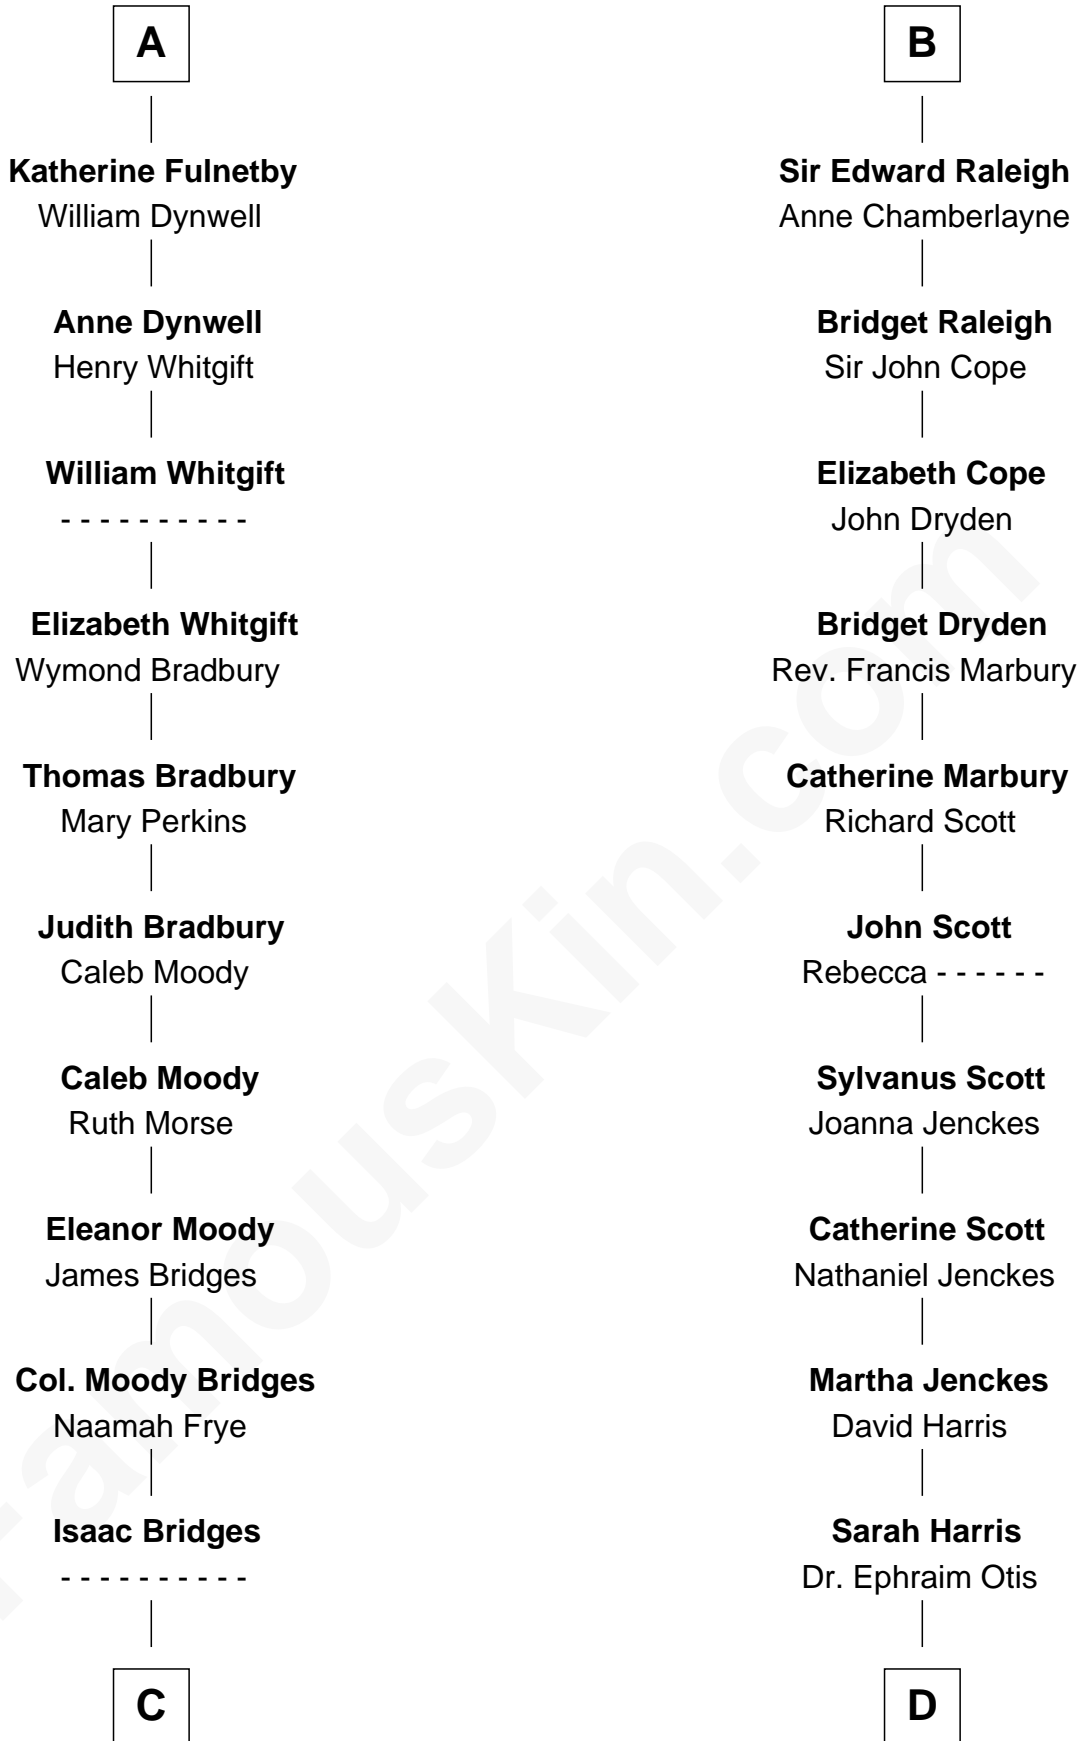 A
Katherine Fulnetby
William Dynwell
Anne Dynwell
Henry Whitgift
William Whitgift
- - - - - - - - - -
Elizabeth Whitgift
Wymond Bradbury
Thomas Bradbury
Mary Perkins
Judith Bradbury
Caleb Moody
Caleb Moody
Ruth Morse
Eleanor Moody
James Bridges
Col. Moody Bridges
Naamah Frye
Isaac Bridges
- - - - - - - - - -
C
B
Sir Edward Raleigh
Anne Chamberlayne
Bridget Raleigh
Sir John Cope
Elizabeth Cope
John Dryden
Bridget Dryden
Rev. Francis Marbury
Catherine Marbury
Richard Scott
John Scott
Rebecca - - - - - -
Sylvanus Scott
Joanna Jenckes
Catherine Scott
Nathaniel Jenckes
Martha Jenckes
David Harris
Sarah Harris
Dr. Ephraim Otis
D
FamousKin.com